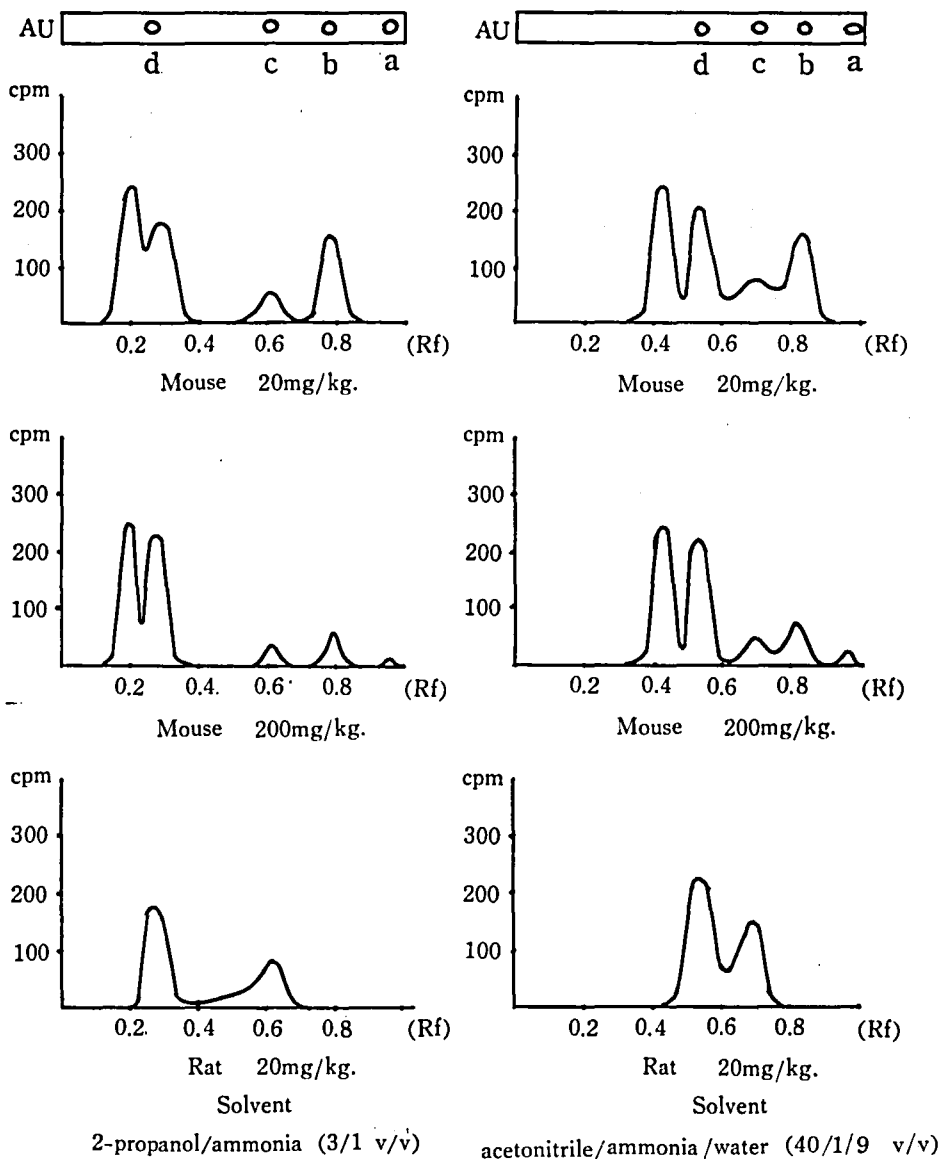 AU
d c b a
cpm
300
200
100
0.2 0.4 0.6 0.8 (Rf)
Mouse 20mg/kg.
AU
d c b a
cpm
300
200
100
0.2 0.4 0.6 0.8 (Rf)
Mouse 20mg/kg.
cpm
300
200
100
0.2 0.4 0.6 0.8 (Rf)
Mouse 200mg/kg.
cpm
300
200
100
0.2 0.4 0.6 0.8 (Rf)
Mouse 200mg/kg.
cpm
300
200
100
0.2 0.4 0.6 0.8 (Rf)
Rat 20mg/kg.
Solvent
2-propanol/ammonia (3/1 v/v)
cpm
300
200
100
0.2 0.4 0.6 0.8 (Rf)
Rat 20mg/kg.
Solvent
acetonitrile/ammonia/water (40/1/9 v/v)